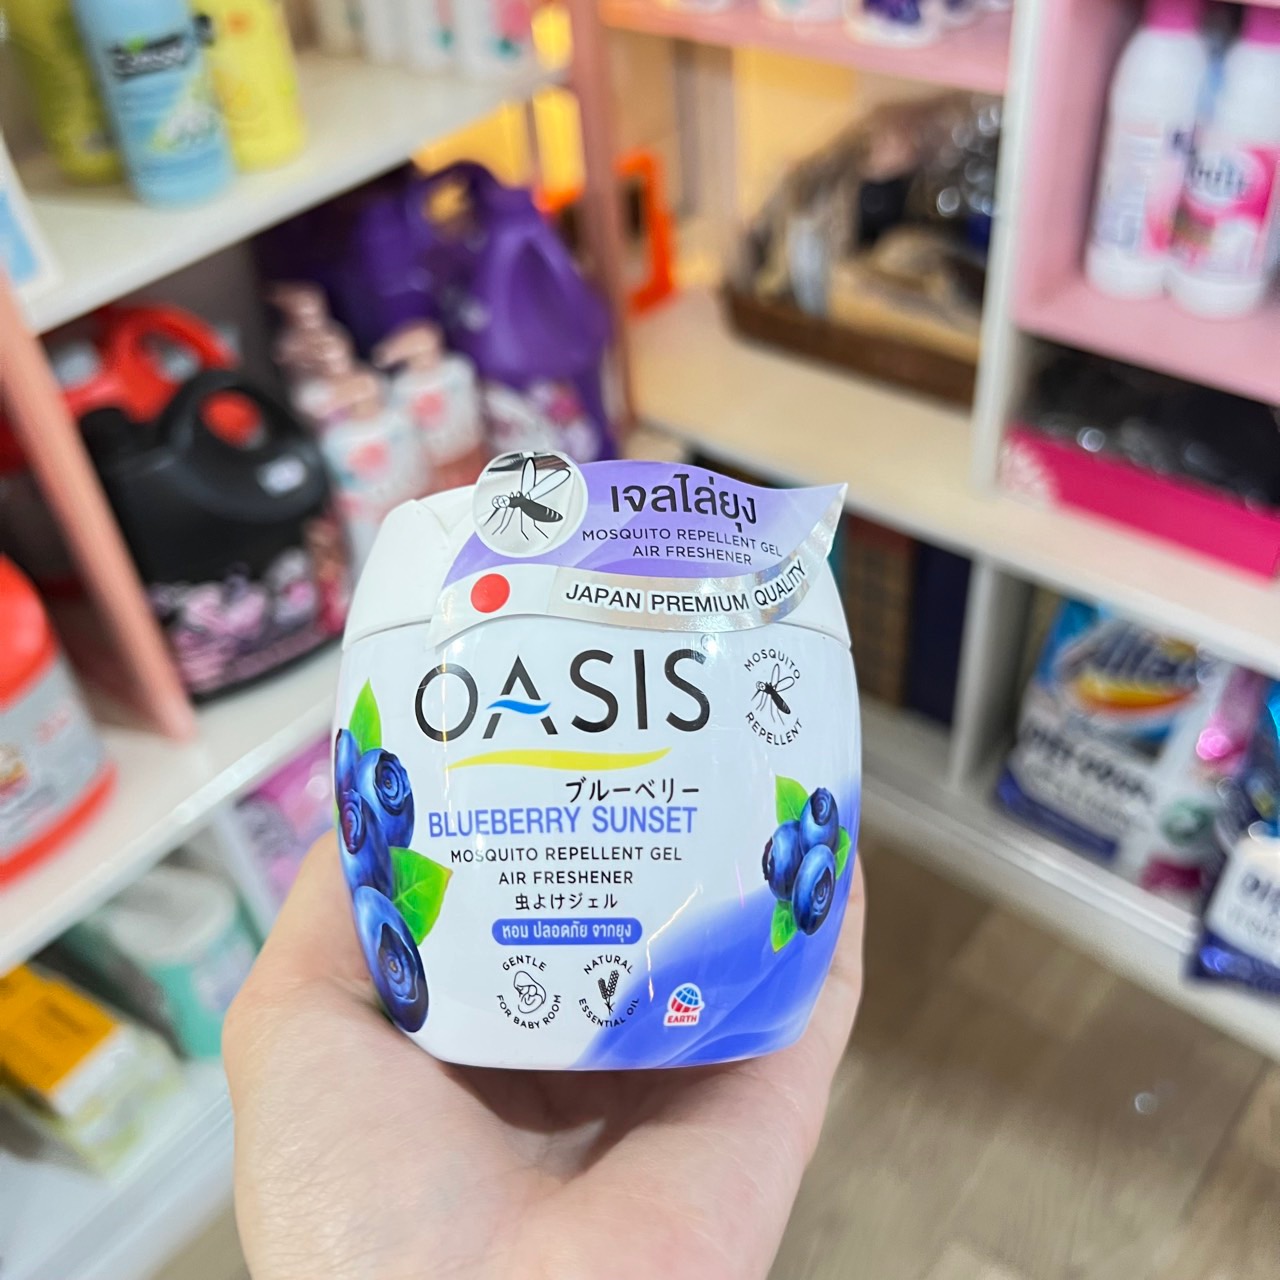 เจลไล่ยุง
MOSQUITO REPELLENT GEL
AIR FRESHENER
JAPAN PREMIUM QUALITY
OASIS
MOSQUITO
REPELLENT
ブルーベリー
BLUEBERRY SUNSET
MOSQUITO REPELLENT GEL
AIR FRESHENER
虫よけジェル
หอม ปลอดภัย จากยุง
GENTLE
FOR BABY ROOM
NATURAL
ESSENTIAL OIL
EARTH
Attack